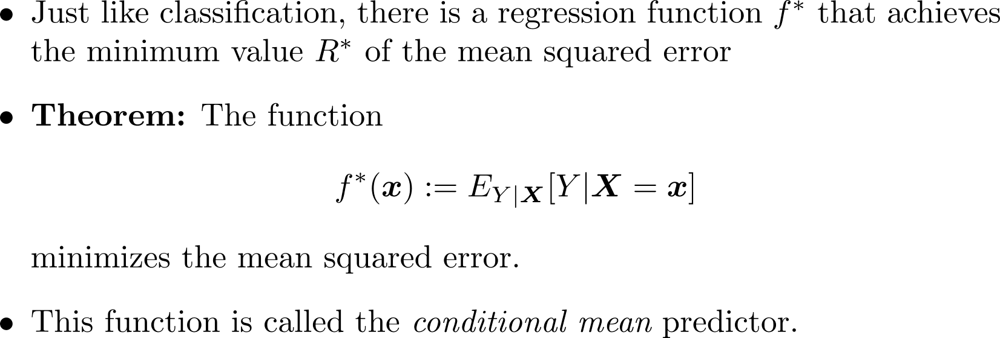 • Just like classification, there is a regression function $f^*$ that achieves
the minimum value $R^*$ of the mean squared error
• **Theorem:** The function
$f^*(\boldsymbol{x}) := E_{Y|\boldsymbol{X}}[Y|\boldsymbol{X} = \boldsymbol{x}]$
minimizes the mean squared error.
• This function is called the *conditional mean* predictor.